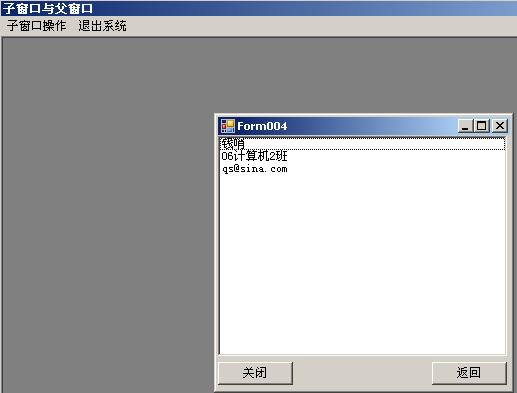 子窗口与父窗口
子窗口操作 退出系统
Form004
钱哨
06计算机2班
qs@sina.com
关闭 返回